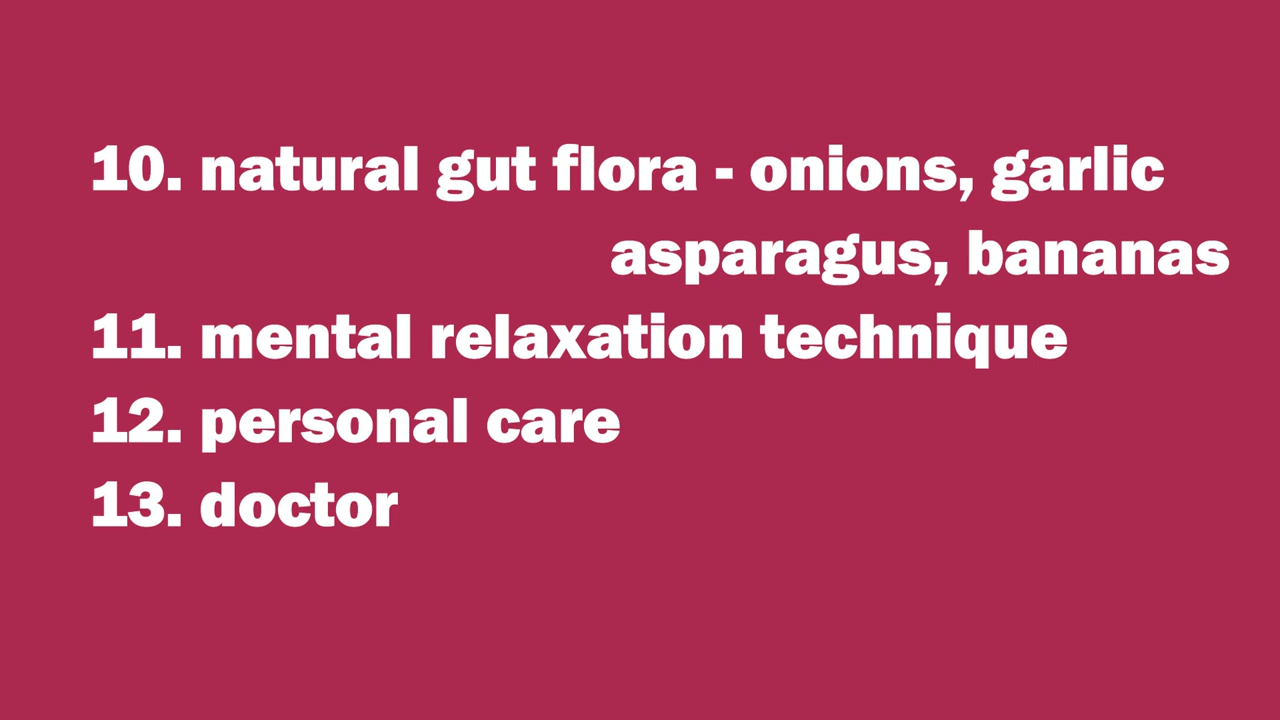 10. natural gut flora - onions, garlic
asparagus, bananas
11. mental relaxation technique
12. personal care
13. doctor